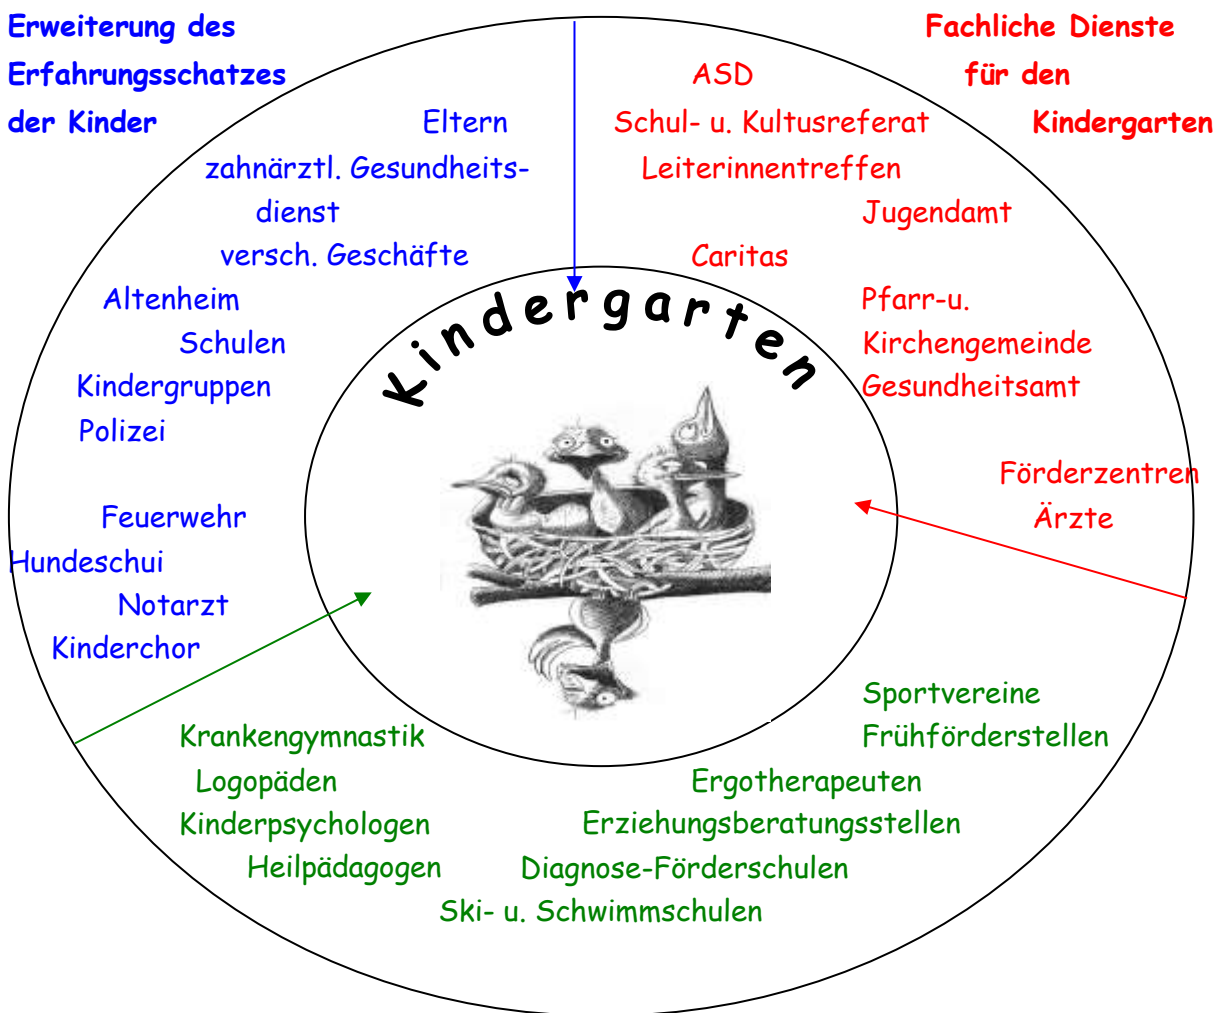 Erweiterung des
Erfahrungsschatzes
der Kinder
Fachliche Dienste
für den
Kindergarten
Eltern
zahnärztl. Gesundheits-
dienst
versch. Geschäfte
Altenheim
Schulen
Kindergruppen
Polizei
Feuerwehr
Hundeschui
Notarzt
Kinderchor
ASD
Schul- u. Kultusreferat
Leiterinnentreffen
Jugendamt
Caritas
Pfarr-u.
Kirchengemeinde
Gesundheitsamt
Förderzentren
Ärzte
Kindergarten
Sportvereine
Frühförderstellen
Krankengymnastik
Logopäden
Kinderpsychologen
Heilpädagogen
Ergotherapeuten
Erziehungsberatungsstellen
Diagnose-Förderschulen
Ski- u. Schwimmschulen